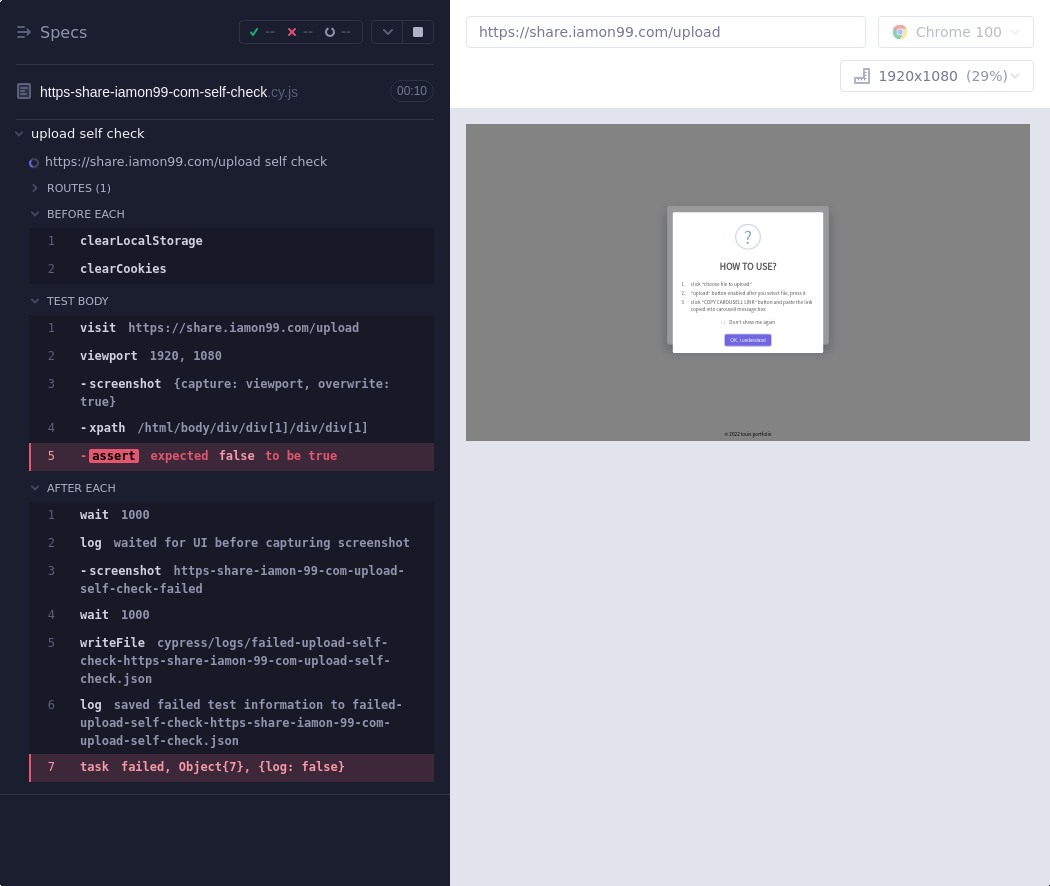 Specs
-- -- --
https-share-iamon99-com-self-check.cy.js 00:10
upload self check
https://share.iamon99.com/upload self check
ROUTES (1)
BEFORE EACH
1 clearLocalStorage
2 clearCookies
TEST BODY
1 visit https://share.iamon99.com/upload
2 viewport 1920, 1080
3 -screenshot {capture: viewport, overwrite:
true}
4 -xpath /html/body/div/div[1]/div/div[1]
5 -assert expected false to be true
AFTER EACH
1 wait 1000
2 log waited for UI before capturing screenshot
3 -screenshot https-share-iamon-99-com-upload-
self-check-failed
4 wait 1000
5 writeFile cypress/logs/failed-upload-self-
check-https-share-iamon-99-com-upload-self-
check.json
6 log saved failed test information to failed-
upload-self-check-https-share-iamon-99-com-
upload-self-check.json
7 task failed, Object{7}, {log: false}
https://share.iamon99.com/upload
Chrome 100
1920x1080 (29%)
?
HOW TO USE?
1. click "choose file to upload"
2. "upload" button enabled after you select file, press it
3. click "COPY CAROUSELL LINK" button and paste the link
copied into carousell message box
Don't show me again
OK, I understand
© 2022 louis portfolio